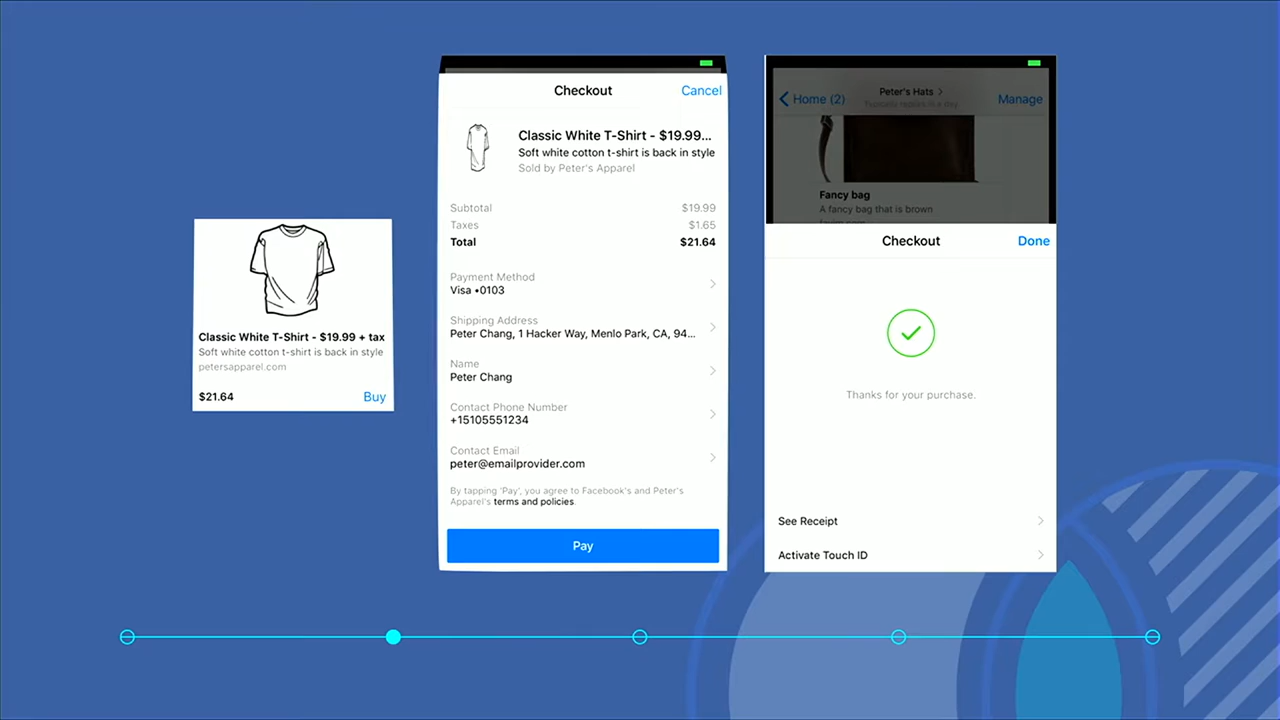 Classic White T-Shirt - $19.99 + tax
Soft white cotton t-shirt is back in style
petersapparel.com
$21.64
Buy
Checkout
Cancel
Classic White T-Shirt - $19.99...
Soft white cotton t-shirt is back in style
Sold by Peter's Apparel
Subtotal
$19.99
Taxes
$1.65
Total
$21.64
Payment Method
Visa •0103
Shipping Address
Peter Chang, 1 Hacker Way, Menlo Park, CA, 94...
Name
Peter Chang
Contact Phone Number
+15105551234
Contact Email
peter@emailprovider.com
By tapping 'Pay', you agree to Facebook's and Peter's
Apparel's terms and policies.
Pay
Home (2)
Peter's Hats
Typically replies in a day
Manage
Fancy bag
A fancy bag that is brown
Checkout
Done
Thanks for your purchase.
See Receipt
Activate Touch ID